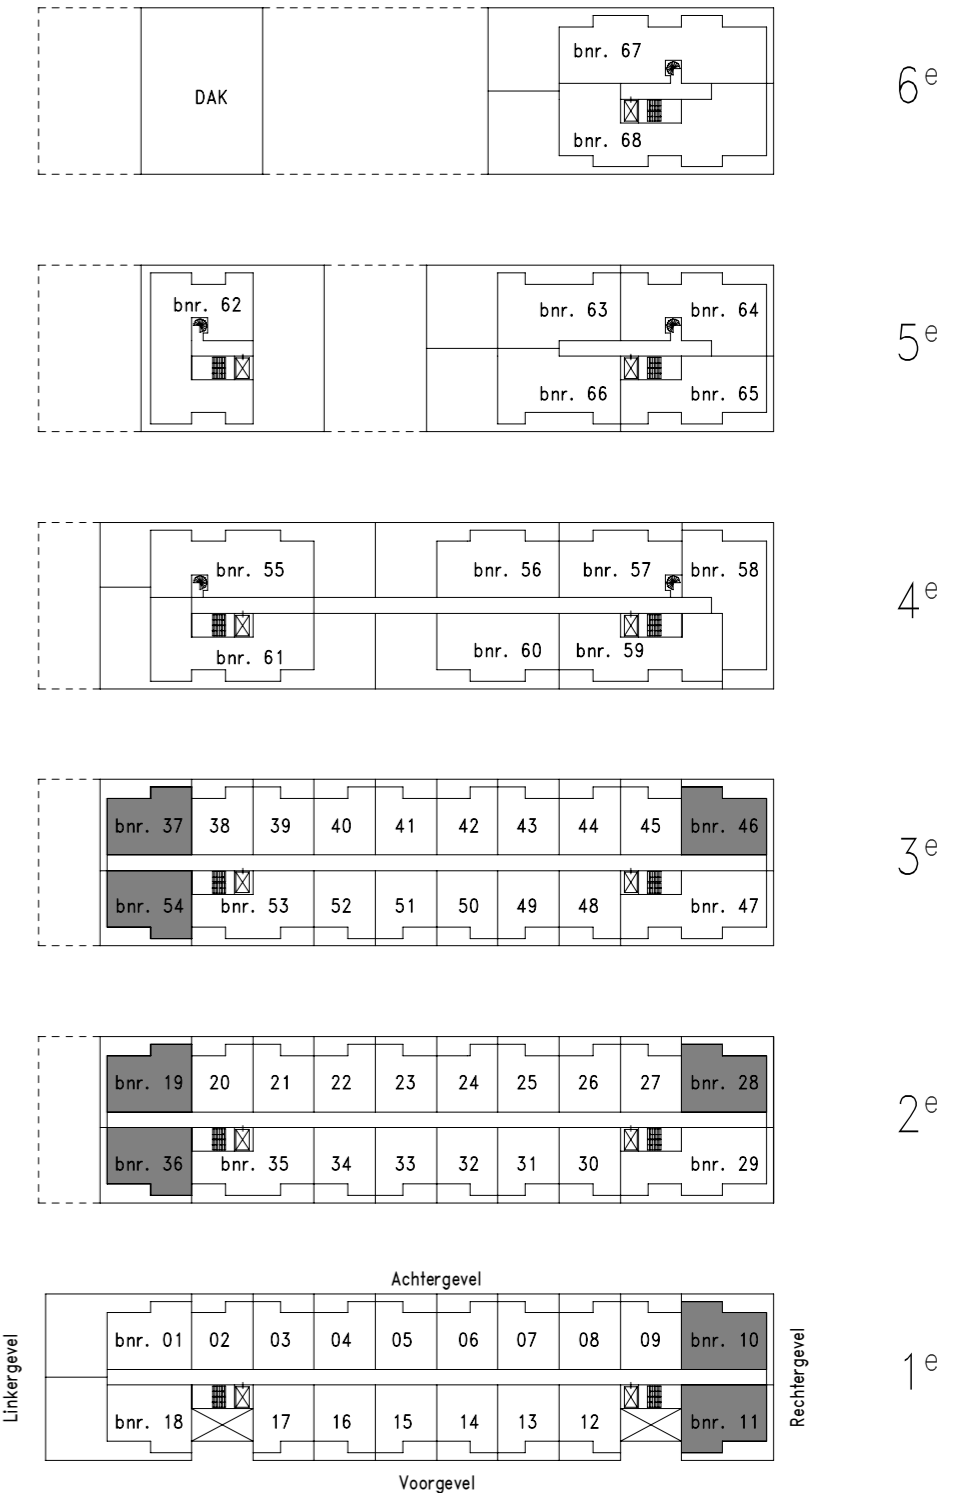 bnr. 67
6e
DAK
bnr. 68
bnr. 62
bnr. 63
bnr. 64
5e
bnr. 66
bnr. 65
bnr. 55
bnr. 56
bnr. 57
bnr. 58
4e
bnr. 61
bnr. 60
bnr. 59
bnr. 37 38 39 40 41 42 43 44 45 bnr. 46
3e
bnr. 54 bnr. 53 52 51 50 49 48 bnr. 47
bnr. 19 20 21 22 23 24 25 26 27 bnr. 28
2e
bnr. 36 bnr. 35 34 33 32 31 30 bnr. 29
Achtergevel
bnr. 01 02 03 04 05 06 07 08 09 bnr. 10
Linkergevel
Rechtergevel
1e
bnr. 18 17 16 15 14 13 12 bnr. 11
Voorgevel